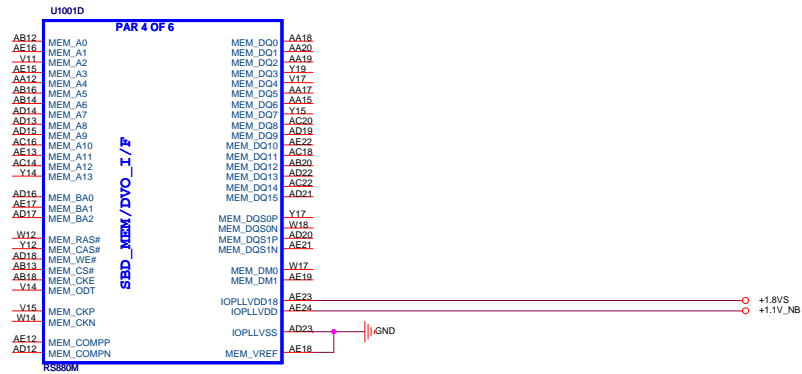 U1001D
PAR 4 OF 6
AB12 MEM_A0 MEM_DQ0 AA18
AE16 MEM_A1 MEM_DQ1 AA20
V11 MEM_A2 MEM_DQ2 AA19
AE15 MEM_A3 MEM_DQ3 Y19
AA12 MEM_A4 MEM_DQ4 V17
AB16 MEM_A5 MEM_DQ5 AA17
AB14 MEM_A6 MEM_DQ6 AA15
AD14 MEM_A7 MEM_DQ7 Y15
AD13 MEM_A8 MEM_DQ8 AC20
AD15 MEM_A9 MEM_DQ9 AD19
AC16 MEM_A10 MEM_DQ10 AE22
AE13 MEM_A11 MEM_DQ11 AC18
AC14 MEM_A12 MEM_DQ12 AB20
Y14 MEM_A13 MEM_DQ13 AD22
MEM_DQ14 AC22
AD16 MEM_BA0 MEM_DQ15 AD21
AE17 MEM_BA1
AD17 MEM_BA2 MEM_DQS0P Y17
MEM_DQS0N W18
W12 MEM_RAS# MEM_DQS1P AD20
Y12 MEM_CAS# MEM_DQS1N AE21
AD18 MEM_WE#
AB13 MEM_CS# MEM_DM0 W17
AB18 MEM_CKE MEM_DM1 AE19
V14 MEM_ODT
SBD_MEM/DVO_I/F
IOPLLVDD18 AE23 +1.8VS
V15 MEM_CKP IOPLLVDD AE24 +1.1V_NB
W14 MEM_CKN
IOPLLVSS AD23 GND
AE12 MEM_COMPP
AD12 MEM_COMPN MEM_VREF AE18
RS880M